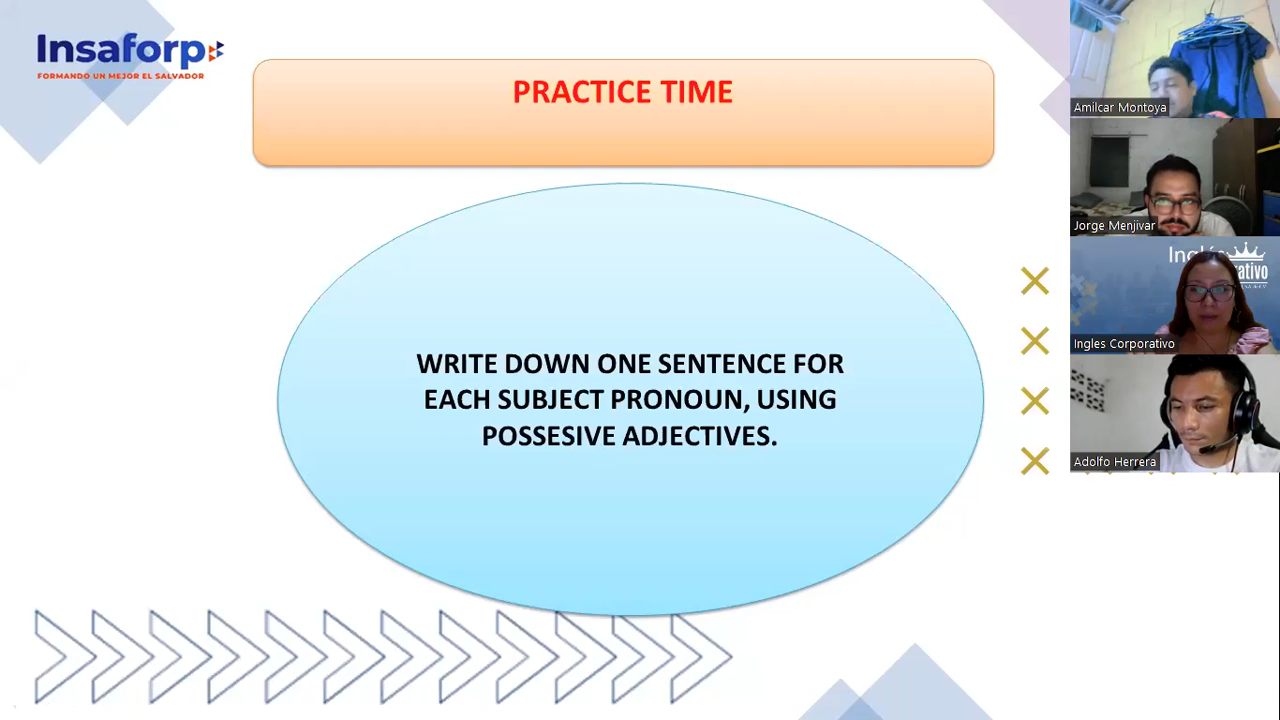 Insaforp
FORMANDO UN MEJOR EL SALVADOR
PRACTICE TIME
WRITE DOWN ONE SENTENCE FOR
EACH SUBJECT PRONOUN, USING
POSSESIVE ADJECTIVES.
Amilcar Montoya
Jorge Menjivar
Ingles Corporativo
Adolfo Herrera